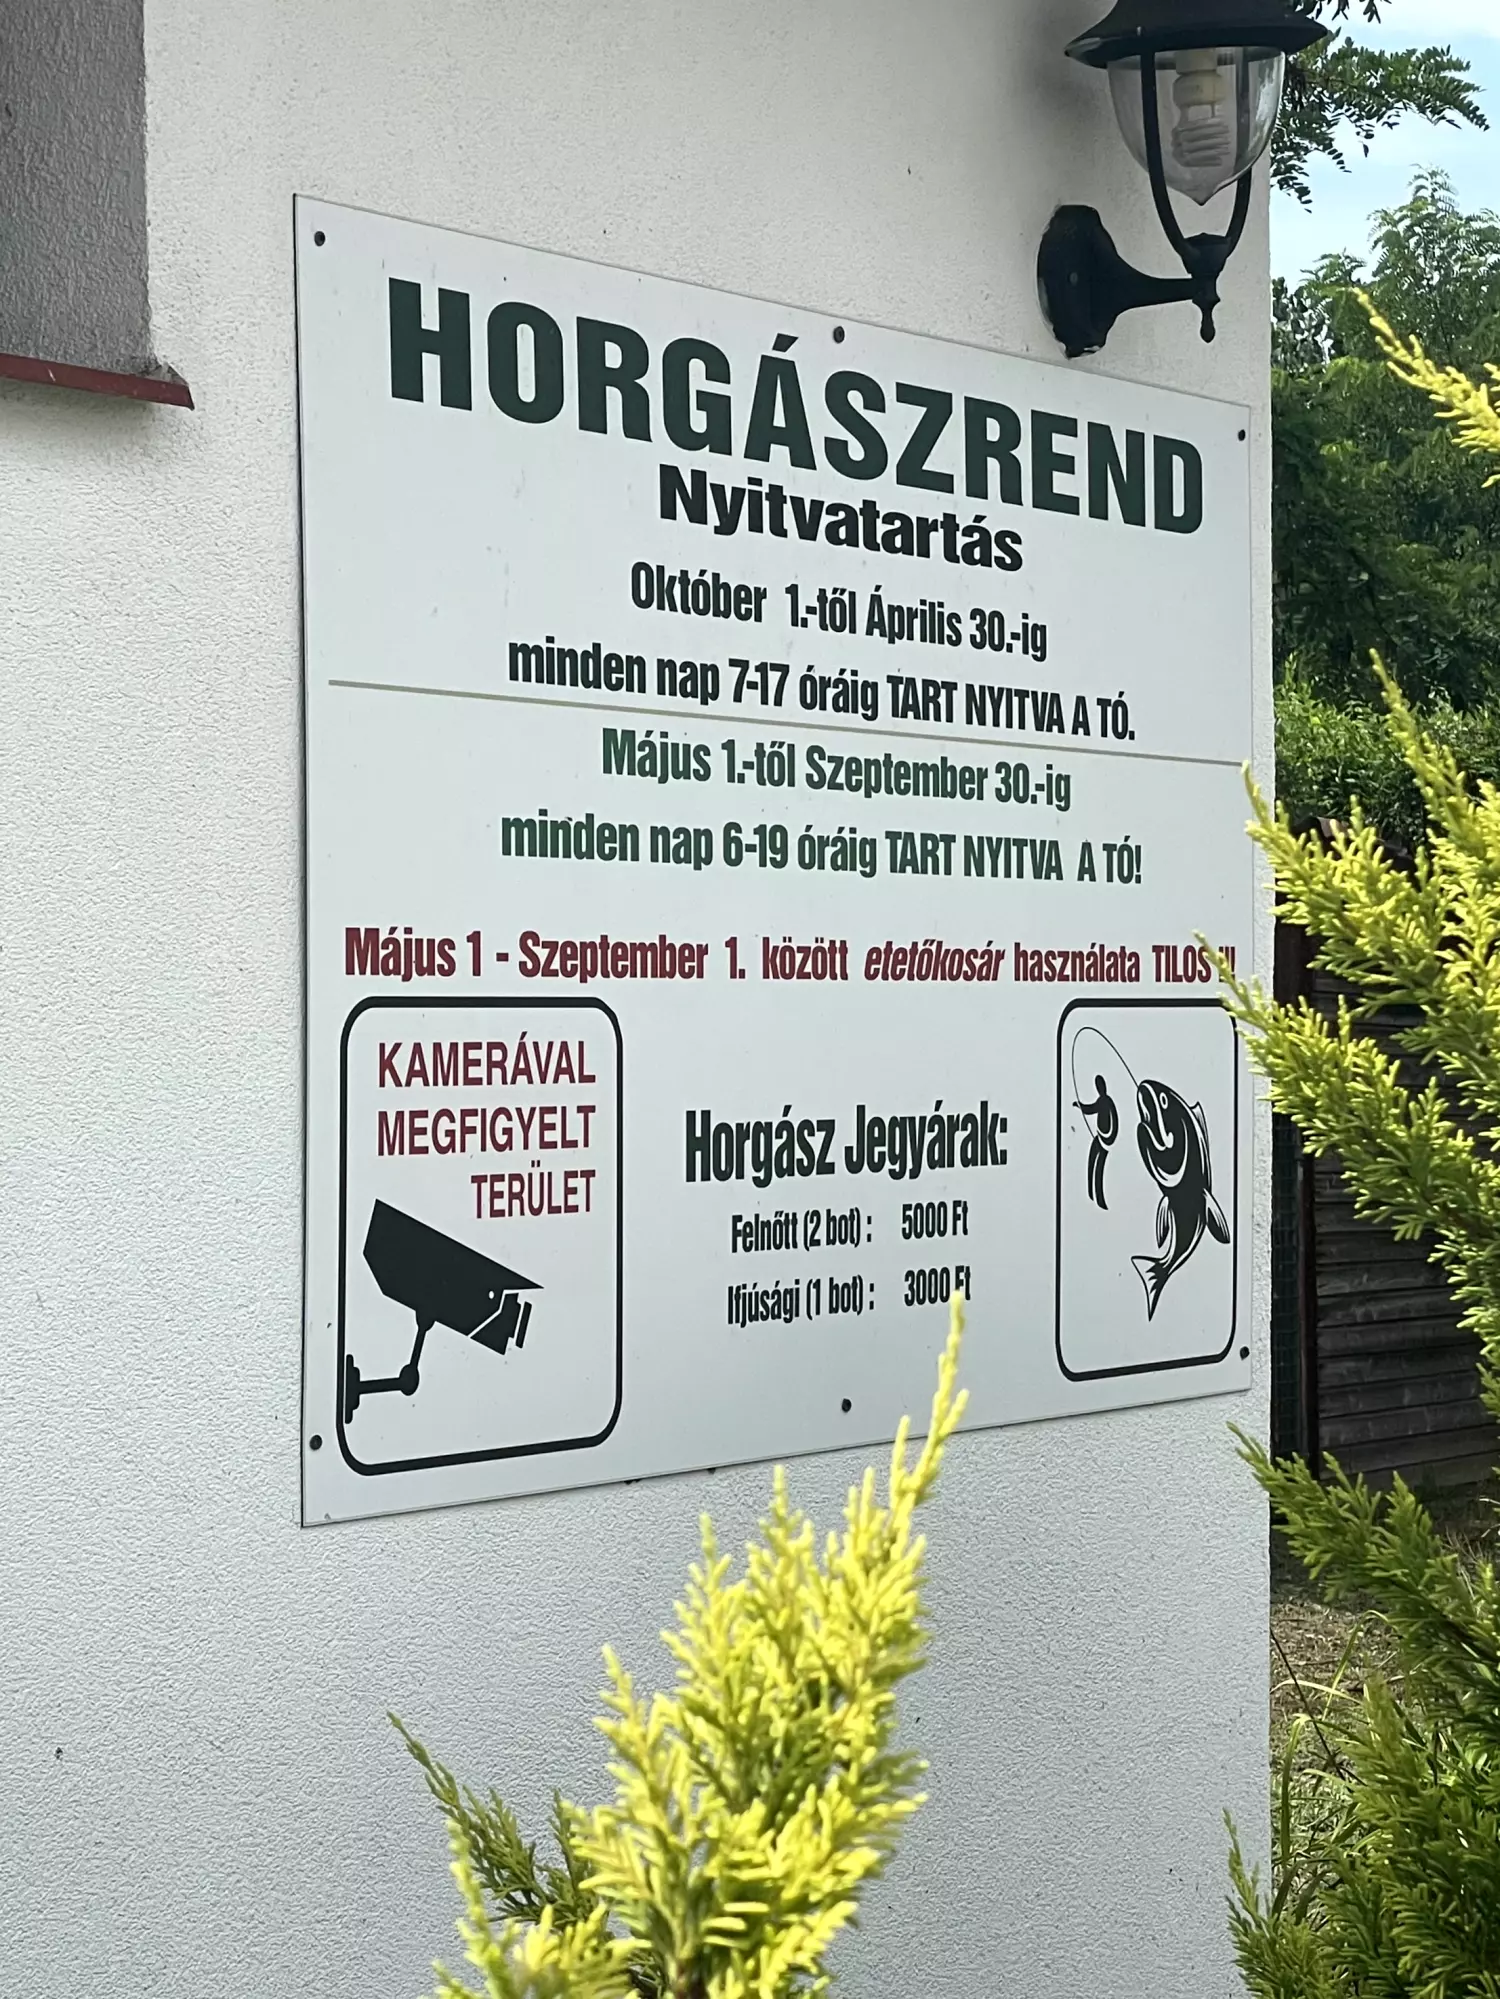 HORGÁSZREND
Nyitvatartás
Október 1.-től Április 30.-ig
minden nap 7-17 óráig TART NYITVA A TÓ.
Május 1.-től Szeptember 30.-ig
minden nap 6-19 óráig TART NYITVA A TÓ!
Május 1 - Szeptember 1. között etetőkosár használata TILOS !!!
KAMERÁVAL
MEGFIGYELT
TERÜLET
Horgász Jegyárak:
Felnőtt (2 bot) : 5000 Ft
Ifjúsági (1 bot) : 3000 Ft